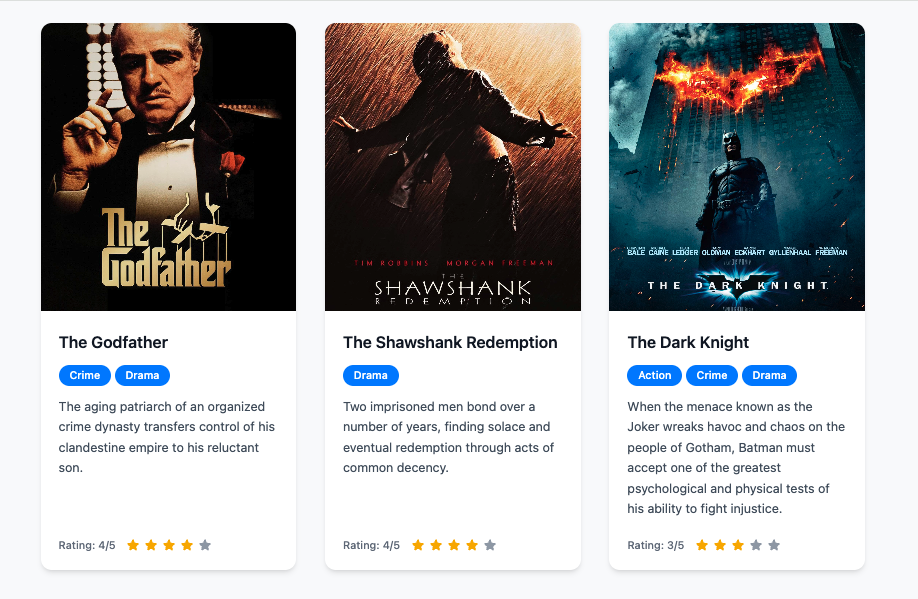 The
Godfather
The Godfather
Crime Drama
The aging patriarch of an organized
crime dynasty transfers control of his
clandestine empire to his reluctant
son.
Rating: 4/5
TIM ROBBINS MORGAN FREEMAN
THE
SHAWSHANK
REDEMPTION
The Shawshank Redemption
Drama
Two imprisoned men bond over a
number of years, finding solace and
eventual redemption through acts of
common decency.
Rating: 4/5
BALE CAINE LEDGER OLDMAN ECKHART GYLLENHAAL FREEMAN
THE DARK KNIGHT
The Dark Knight
Action Crime Drama
When the menace known as the
Joker wreaks havoc and chaos on the
people of Gotham, Batman must
accept one of the greatest
psychological and physical tests of
his ability to fight injustice.
Rating: 3/5